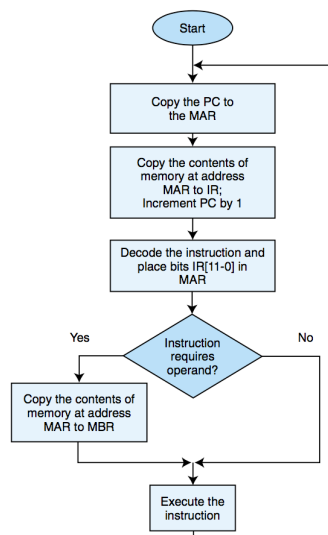 Start
Copy the PC to
the MAR
Copy the contents of
memory at address
MAR to IR;
Increment PC by 1
Decode the instruction and
place bits IR[11-0] in
MAR
Yes
Instruction
requires
operand?
No
Copy the contents of
memory at address
MAR to MBR
Execute the
instruction